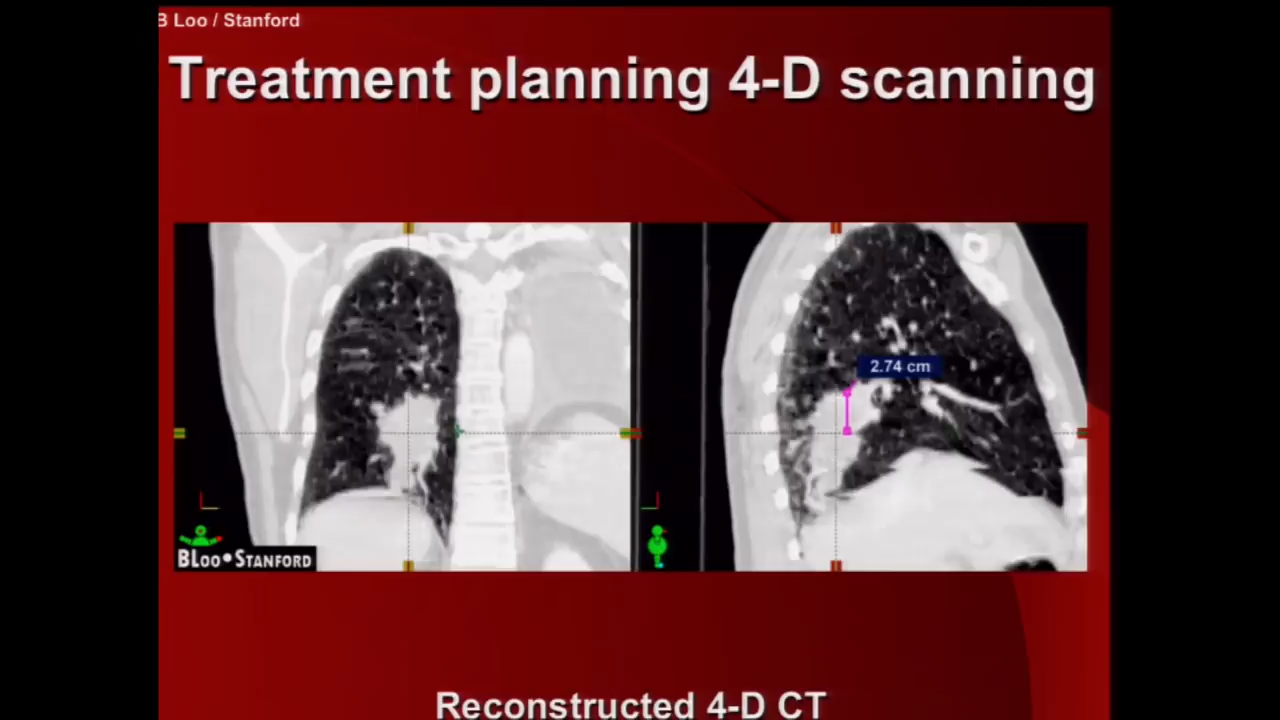 B Loo / Stanford
Treatment planning 4-D scanning
2.74 cm
BLOO•STANFORD
Reconstructed 4-D CT